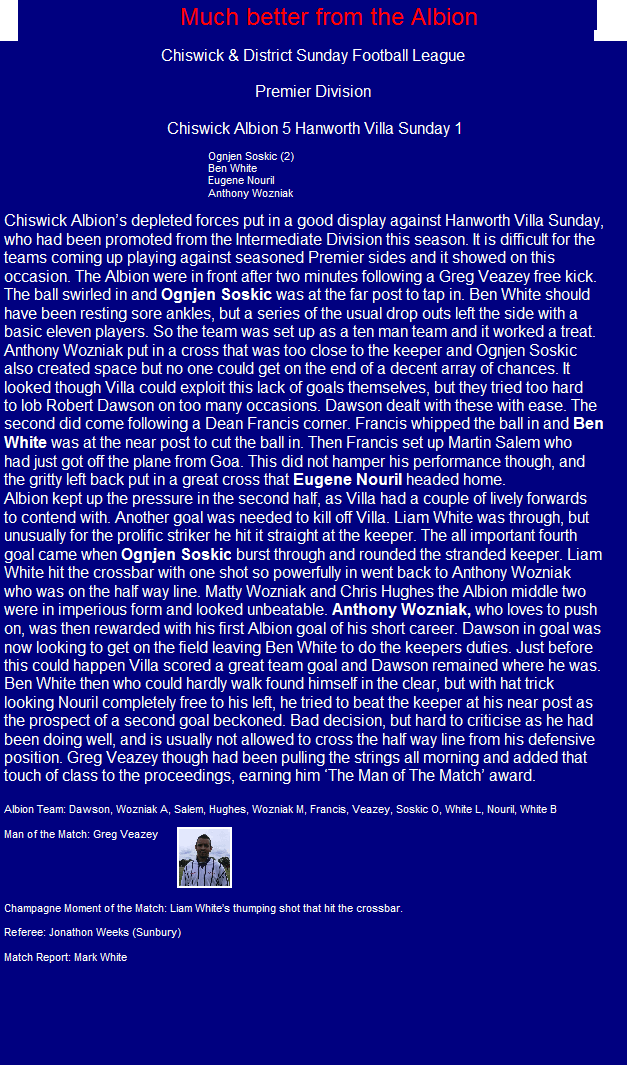 Much better from the Albion
Chiswick & District Sunday Football League
Premier Division
Chiswick Albion 5 Hanworth Villa Sunday 1
Ognjen Soskic (2)
Ben White
Eugene Nouril
Anthony Wozniak
Chiswick Albion’s depleted forces put in a good display against Hanworth Villa Sunday,
who had been promoted from the Intermediate Division this season. It is difficult for the
teams coming up playing against seasoned Premier sides and it showed on this
occasion. The Albion were in front after two minutes following a Greg Veazey free kick.
The ball swirled in and Ognjen Soskic was at the far post to tap in. Ben White should
have been resting sore ankles, but a series of the usual drop outs left the side with a
basic eleven players. So the team was set up as a ten man team and it worked a treat.
Anthony Wozniak put in a cross that was too close to the keeper and Ognjen Soskic
also created space but no one could get on the end of a decent array of chances. It
looked though Villa could exploit this lack of goals themselves, but they tried too hard
to lob Robert Dawson on too many occasions. Dawson dealt with these with ease. The
second did come following a Dean Francis corner. Francis whipped the ball in and Ben
White was at the near post to cut the ball in. Then Francis set up Martin Salem who
had just got off the plane from Goa. This did not hamper his performance though, and
the gritty left back put in a great cross that Eugene Nouril headed home.
Albion kept up the pressure in the second half, as Villa had a couple of lively forwards
to contend with. Another goal was needed to kill off Villa. Liam White was through, but
unusually for the prolific striker he hit it straight at the keeper. The all important fourth
goal came when Ognjen Soskic burst through and rounded the stranded keeper. Liam
White hit the crossbar with one shot so powerfully in went back to Anthony Wozniak
who was on the half way line. Matty Wozniak and Chris Hughes the Albion middle two
were in imperious form and looked unbeatable. Anthony Wozniak, who loves to push
on, was then rewarded with his first Albion goal of his short career. Dawson in goal was
now looking to get on the field leaving Ben White to do the keepers duties. Just before
this could happen Villa scored a great team goal and Dawson remained where he was.
Ben White then who could hardly walk found himself in the clear, but with hat trick
looking Nouril completely free to his left, he tried to beat the keeper at his near post as
the prospect of a second goal beckoned. Bad decision, but hard to criticise as he had
been doing well, and is usually not allowed to cross the half way line from his defensive
position. Greg Veazey though had been pulling the strings all morning and added that
touch of class to the proceedings, earning him ‘The Man of The Match’ award.
Albion Team: Dawson, Wozniak A, Salem, Hughes, Wozniak M, Francis, Veazey, Soskic O, White L, Nouril, White B
Man of the Match: Greg Veazey
Champagne Moment of the Match: Liam White's thumping shot that hit the crossbar.
Referee: Jonathon Weeks (Sunbury)
Match Report: Mark White